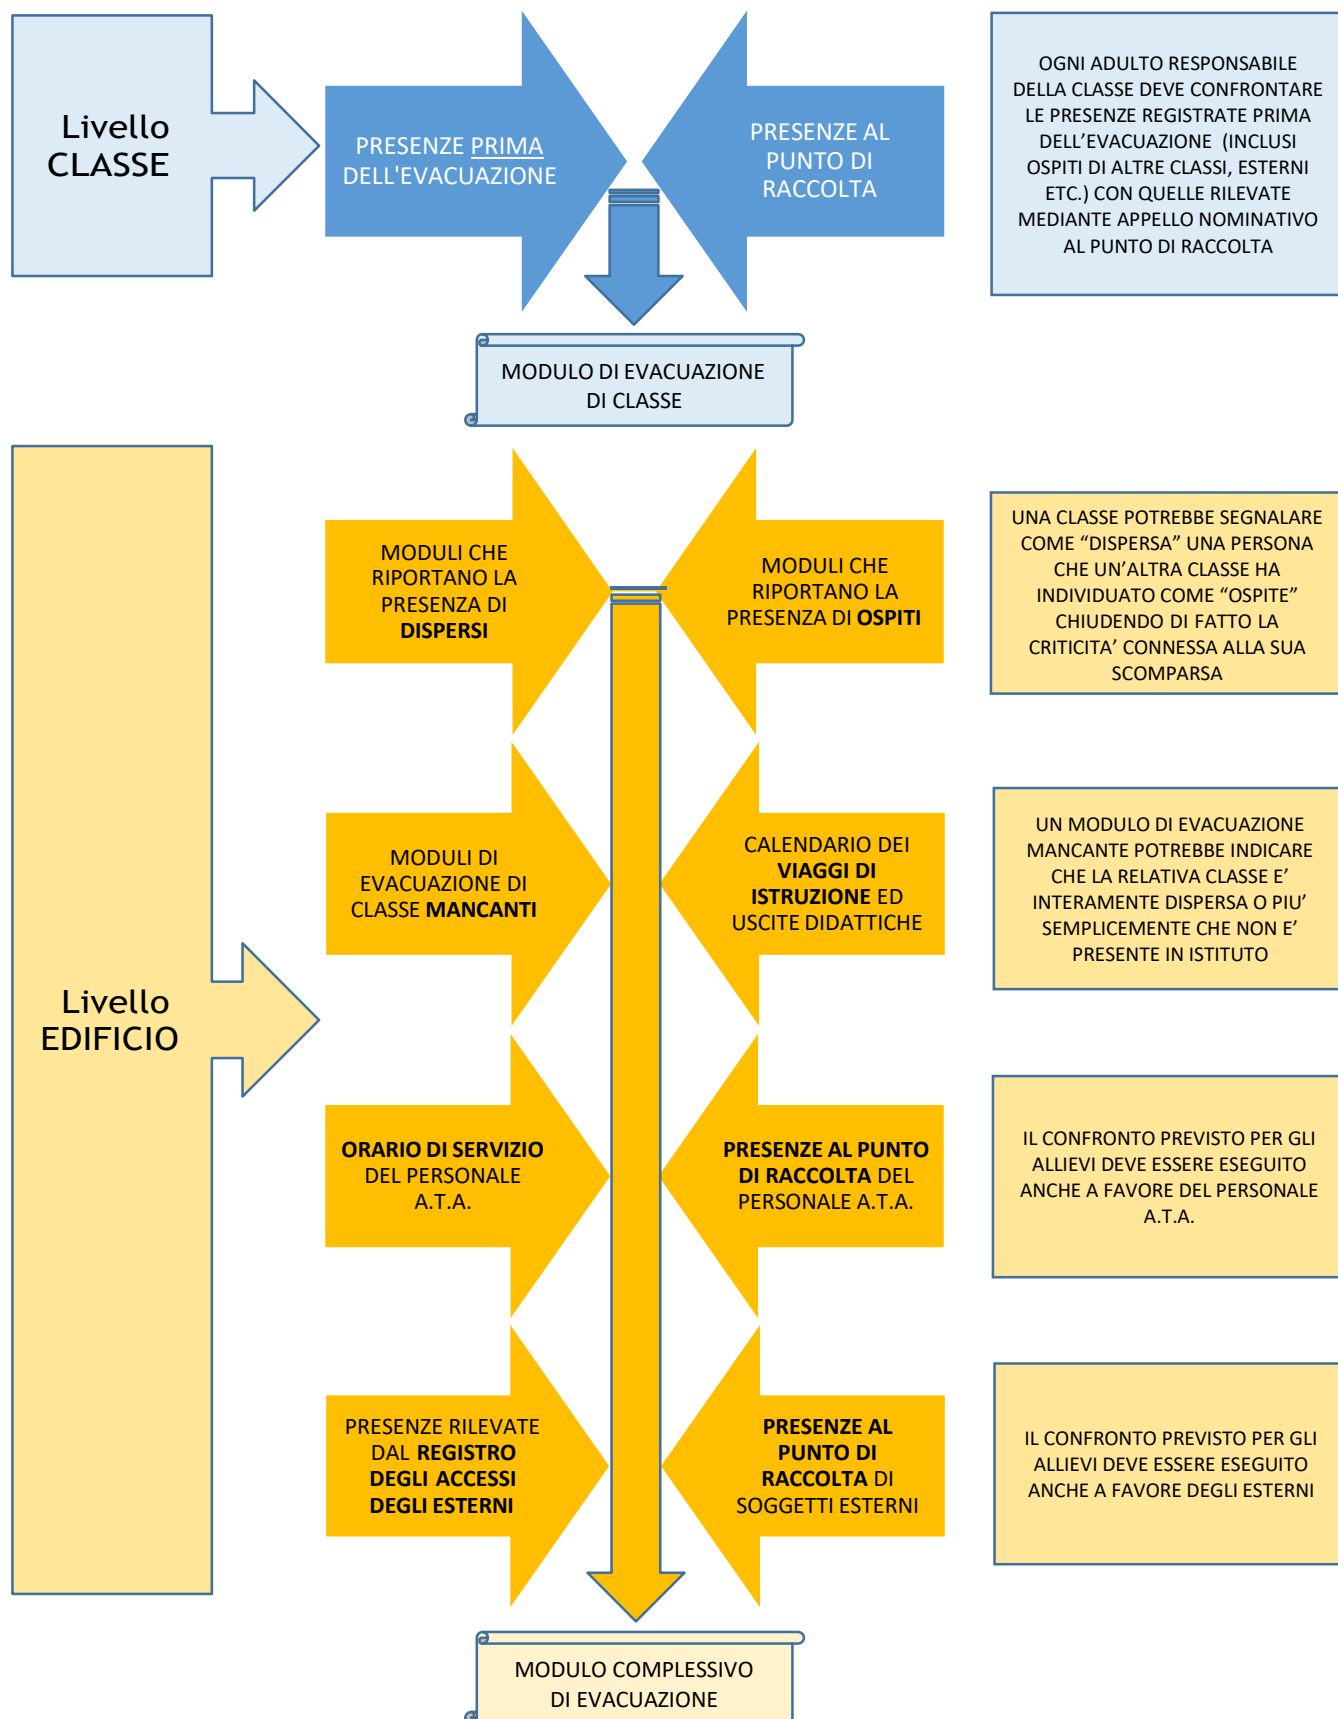 Livello
CLASSE
PRESENZE PRIMA
DELL'EVACUAZIONE
PRESENZE AL
PUNTO DI
RACCOLTA
OGNI ADULTO RESPONSABILE
DELLA CLASSE DEVE CONFRONTARE
LE PRESENZE REGISTRATE PRIMA
DELL’EVACUAZIONE (INCLUSI
OSPITI DI ALTRE CLASSI, ESTERNI
ETC.) CON QUELLE RILEVATE
MEDIANTE APPELLO NOMINATIVO
AL PUNTO DI RACCOLTA
MODULO DI EVACUAZIONE
DI CLASSE
Livello
EDIFICIO
MODULI CHE
RIPORTANO LA
PRESENZA DI
DISPERSI
MODULI CHE
RIPORTANO LA
PRESENZA DI OSPITI
UNA CLASSE POTREBBE SEGNALARE
COME “DISPERSA” UNA PERSONA
CHE UN’ALTRA CLASSE HA
INDIVIDUATO COME “OSPITE”
CHIUDENDO DI FATTO LA
CRITICITA’ CONNESSA ALLA SUA
SCOMPARSA
MODULI DI
EVACUAZIONE DI
CLASSE MANCANTI
CALENDARIO DEI
VIAGGI DI
ISTRUZIONE ED
USCITE DIDATTICHE
UN MODULO DI EVACUAZIONE
MANCANTE POTREBBE INDICARE
CHE LA RELATIVA CLASSE E’
INTERAMENTE DISPERSA O PIU’
SEMPLICEMENTE CHE NON E’
PRESENTE IN ISTITUTO
ORARIO DI SERVIZIO
DEL PERSONALE
A.T.A.
PRESENZE AL PUNTO
DI RACCOLTA DEL
PERSONALE A.T.A.
IL CONFRONTO PREVISTO PER GLI
ALLIEVI DEVE ESSERE ESEGUITO
ANCHE A FAVORE DEL PERSONALE
A.T.A.
PRESENZE RILEVATE
DAL REGISTRO
DEGLI ACCESSI
DEGLI ESTERNI
PRESENZE AL
PUNTO DI
RACCOLTA DI
SOGGETTI ESTERNI
IL CONFRONTO PREVISTO PER GLI
ALLIEVI DEVE ESSERE ESEGUITO
ANCHE A FAVORE DEGLI ESTERNI
MODULO COMPLESSIVO
DI EVACUAZIONE